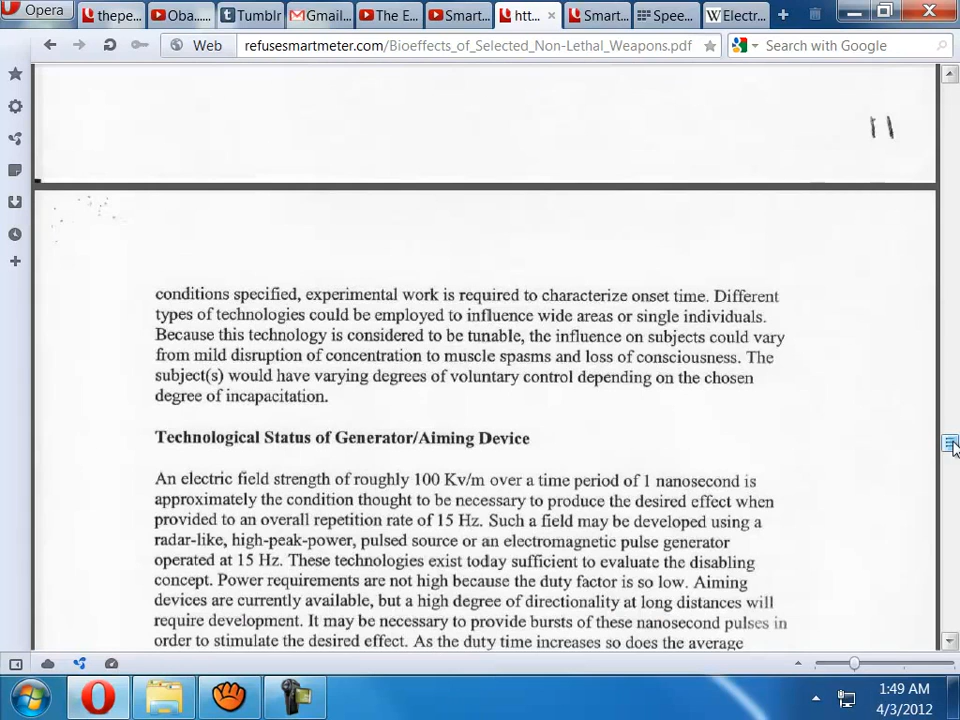 Opera
thepe...
Oba.....
Tumblr
Gmail...
The E...
Smart...
htt...
Smart...
Spee...
W Electr...
Web
refusesmartmeter.com/Bioeffects_of_Selected_Non-Lethal_Weapons.pdf
Search with Google
11
conditions specified, experimental work is required to characterize onset time. Different
types of technologies could be employed to influence wide areas or single individuals.
Because this technology is considered to be tunable, the influence on subjects could vary
from mild disruption of concentration to muscle spasms and loss of consciousness. The
subject(s) would have varying degrees of voluntary control depending on the chosen
degree of incapacitation.
Technological Status of Generator/Aiming Device
An electric field strength of roughly 100 Kv/m over a time period of 1 nanosecond is
approximately the condition thought to be necessary to produce the desired effect when
provided to an overall repetition rate of 15 Hz. Such a field may be developed using a
radar-like, high-peak-power, pulsed source or an electromagnetic pulse generator
operated at 15 Hz. These technologies exist today sufficient to evaluate the disabling
concept. Power requirements are not high because the duty factor is so low. Aiming
devices are currently available, but a high degree of directionality at long distances will
require development. It may be necessary to provide bursts of these nanosecond pulses in
order to stimulate the desired effect. As the duty time increases so does the average
1:49 AM
4/3/2012